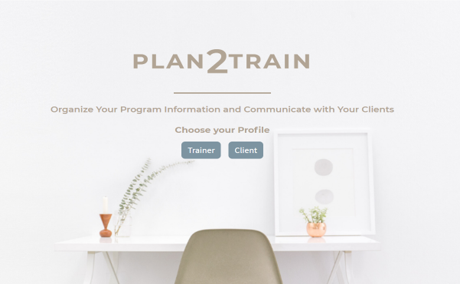 PLAN2TRAIN
Organize Your Program Information and Communicate with Your Clients
Choose your Profile
Trainer Client